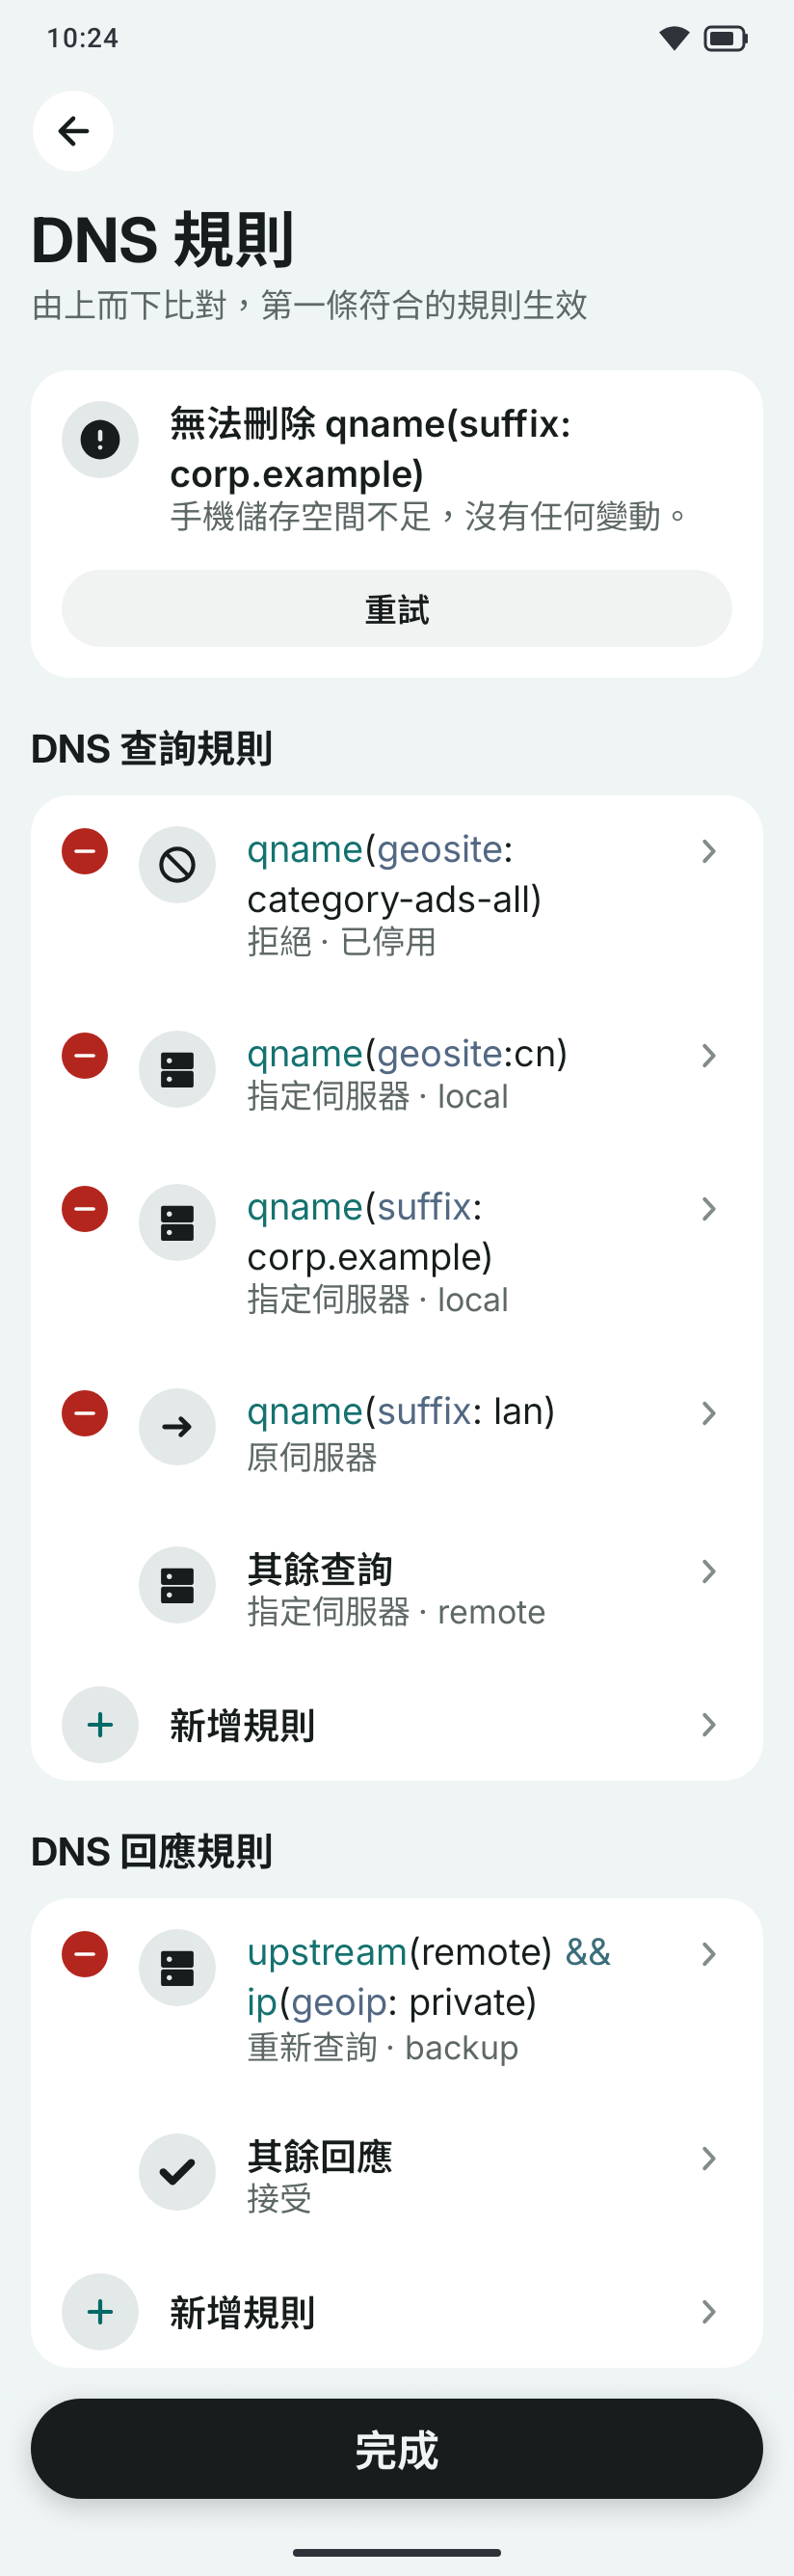 10:24
DNS 規則
由上而下比對，第一條符合的規則生效
無法刪除 qname(suffix:
corp.example)
手機儲存空間不足，沒有任何變動。
重試
DNS 查詢規則
qname(geosite:
category-ads-all)
拒絕 · 已停用
qname(geosite:cn)
指定伺服器 · local
qname(suffix:
corp.example)
指定伺服器 · local
qname(suffix: lan)
原伺服器
其餘查詢
指定伺服器 · remote
新增規則
DNS 回應規則
upstream(remote) &&
ip(geoip: private)
重新查詢 · backup
其餘回應
接受
新增規則
完成